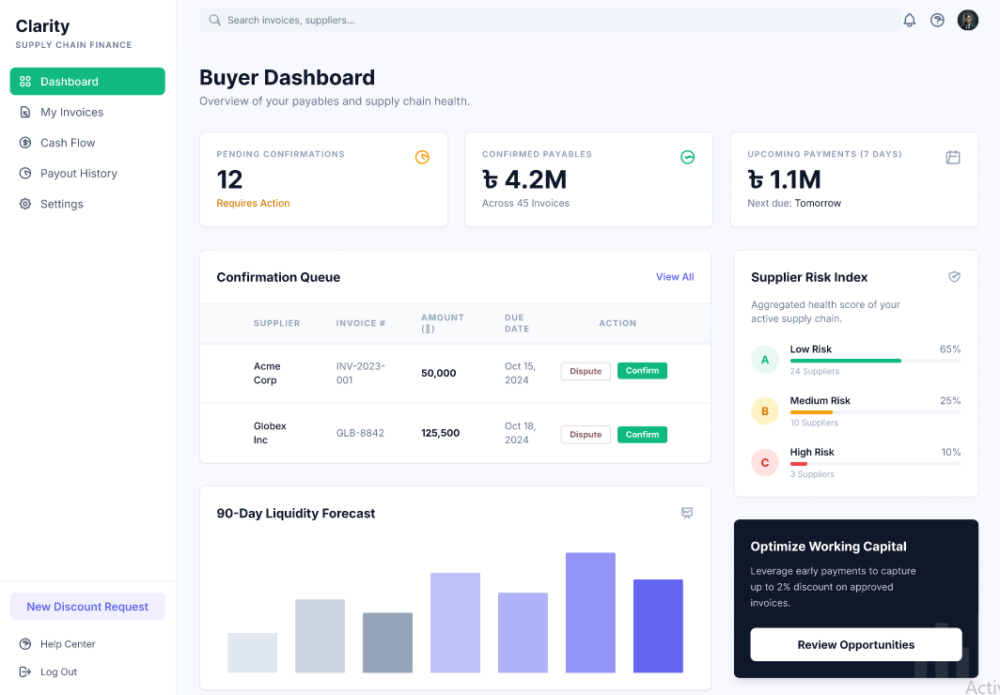 Clarity
SUPPLY CHAIN FINANCE
Dashboard
My Invoices
Cash Flow
Payout History
Settings
New Discount Request
Help Center
Log Out
Search invoices, suppliers...
Buyer Dashboard
Overview of your payables and supply chain health.
PENDING CONFIRMATIONS
12
Requires Action
CONFIRMED PAYABLES
৳ 4.2M
Across 45 Invoices
UPCOMING PAYMENTS (7 DAYS)
৳ 1.1M
Next due: Tomorrow
Confirmation Queue
View All
SUPPLIER INVOICE # AMOUNT DUE ACTION
DATE
Acme INV-2023- 50,000 Oct 15, Dispute Confirm
Corp 001 2024
Globex GLB-8842 125,500 Oct 18, Dispute Confirm
Inc 2024
90-Day Liquidity Forecast
Supplier Risk Index
Aggregated health score of your
active supply chain.
A Low Risk 65%
24 Suppliers
B Medium Risk 25%
10 Suppliers
C High Risk 10%
3 Suppliers
Optimize Working Capital
Leverage early payments to capture
up to 2% discount on approved
invoices.
Review Opportunities